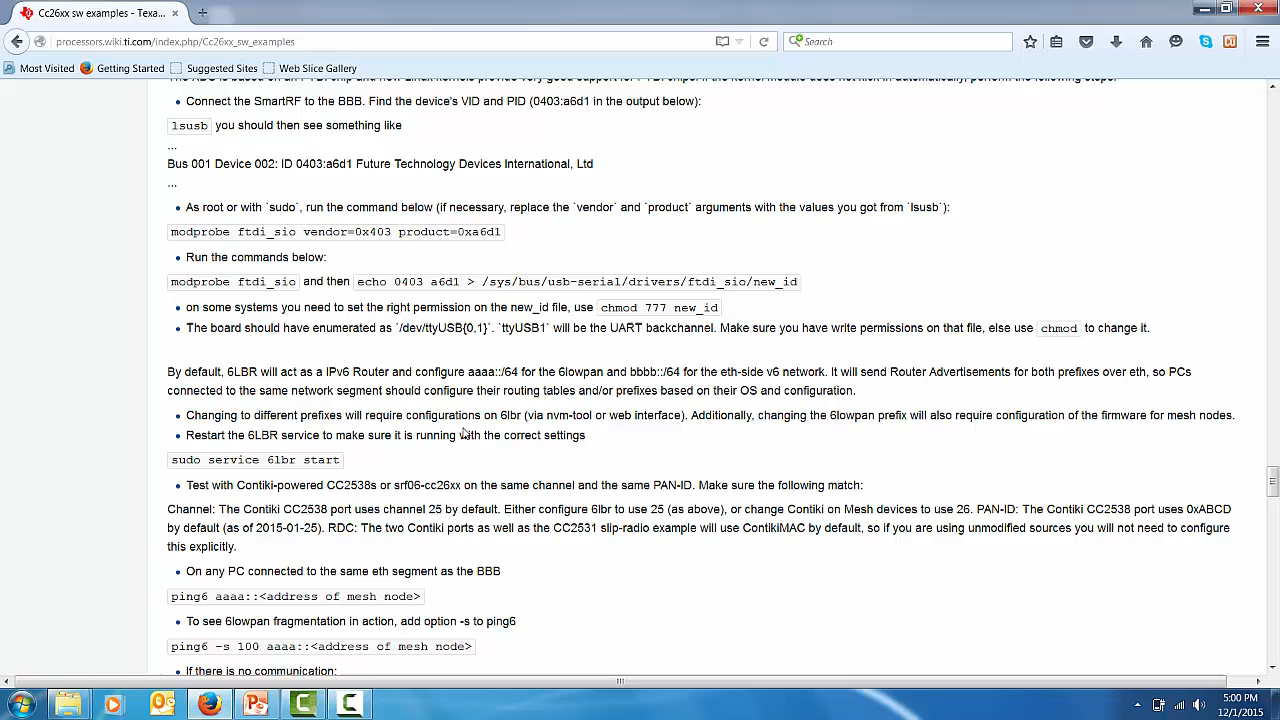 Cc26xx sw examples - Texa...
processors.wiki.ti.com/index.php/Cc26xx_sw_examples
Search
Most Visited Getting Started Suggested Sites Web Slice Gallery
• Connect the SmartRF to the BBB. Find the device's VID and PID (0403:a6d1 in the output below):
lsusb you should then see something like
...
Bus 001 Device 002: ID 0403:a6d1 Future Technology Devices International, Ltd
...
• As root or with `sudo`, run the command below (if necessary, replace the `vendor` and `product` arguments with the values you got from `lsusb`):
modprobe ftdi_sio vendor=0x403 product=0xa6d1
• Run the commands below:
modprobe ftdi_sio and then echo 0403 a6d1 > /sys/bus/usb-serial/drivers/ftdi_sio/new_id
• on some systems you need to set the right permission on the new_id file, use chmod 777 new_id
• The board should have enumerated as `/dev/ttyUSB{0,1}`. `ttyUSB1` will be the UART backchannel. Make sure you have write permissions on that file, else use chmod to change it.
By default, 6LBR will act as a IPv6 Router and configure aaaa::/64 for the 6lowpan and bbbb::/64 for the eth-side v6 network. It will send Router Advertisements for both prefixes over eth, so PCs
connected to the same network segment should configure their routing tables and/or prefixes based on their OS and configuration.
• Changing to different prefixes will require configurations on 6lbr (via nvm-tool or web interface). Additionally, changing the 6lowpan prefix will also require configuration of the firmware for mesh nodes.
• Restart the 6LBR service to make sure it is running with the correct settings
sudo service 6lbr start
• Test with Contiki-powered CC2538s or srf06-cc26xx on the same channel and the same PAN-ID. Make sure the following match:
Channel: The Contiki CC2538 port uses channel 25 by default. Either configure 6lbr to use 25 (as above), or change Contiki on Mesh devices to use 26. PAN-ID: The Contiki CC2538 port uses 0xABCD
by default (as of 2015-01-25). RDC: The two Contiki ports as well as the CC2531 slip-radio example will use ContikiMAC by default, so if you are using unmodified sources you will not need to configure
this explicitly.
• On any PC connected to the same eth segment as the BBB
ping6 aaaa::<address of mesh node>
• To see 6lowpan fragmentation in action, add option -s to ping6
ping6 -s 100 aaaa::<address of mesh node>
• If there is no communication:
5:00 PM
12/1/2015